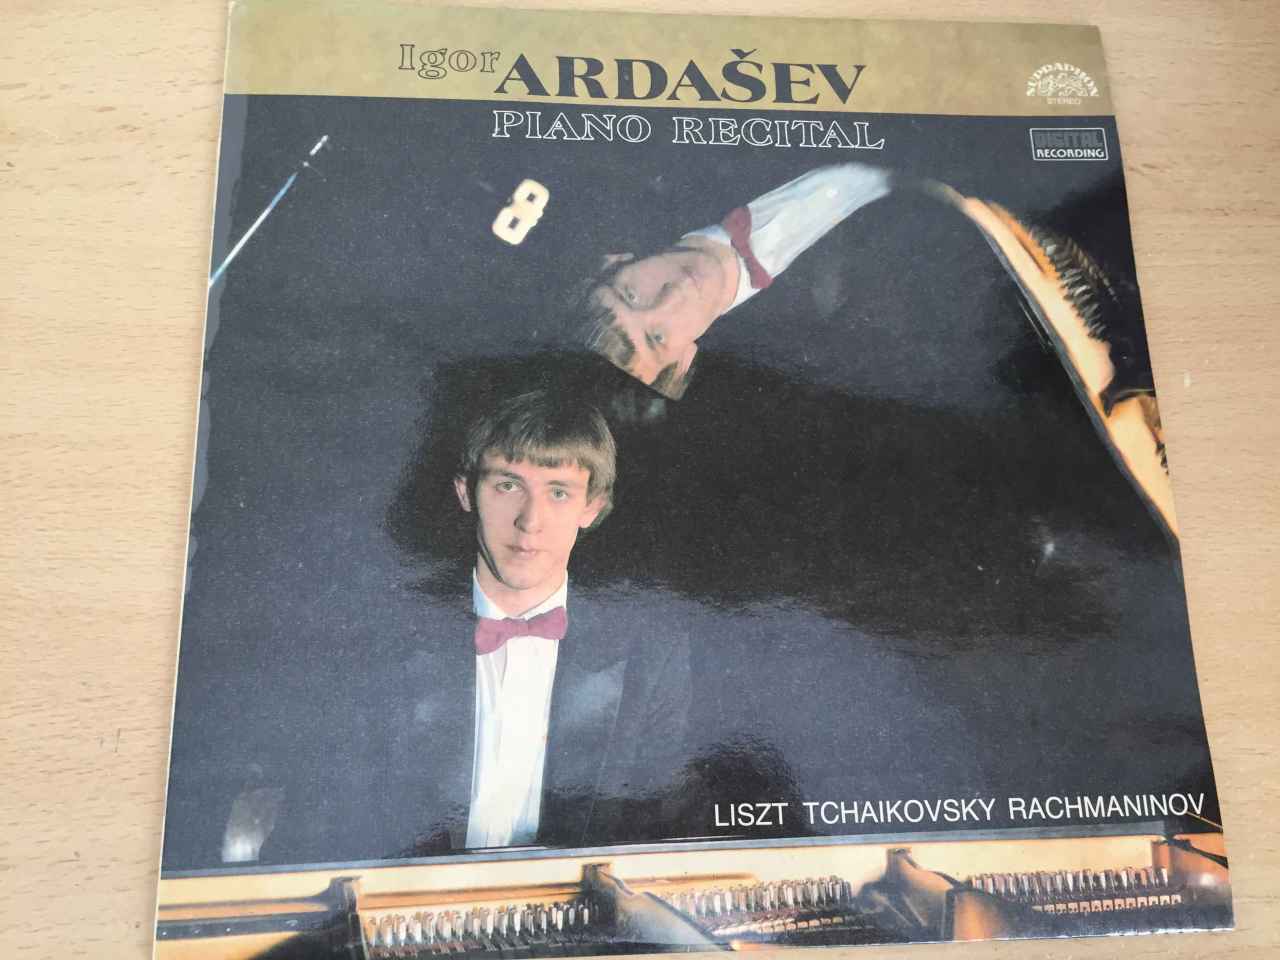 Igor ARDAŠEV
PIANO RECITAL
SUPRAPHON
STEREO
DIGITAL
RECORDING
LISZT TCHAIKOVSKY RACHMANINOV